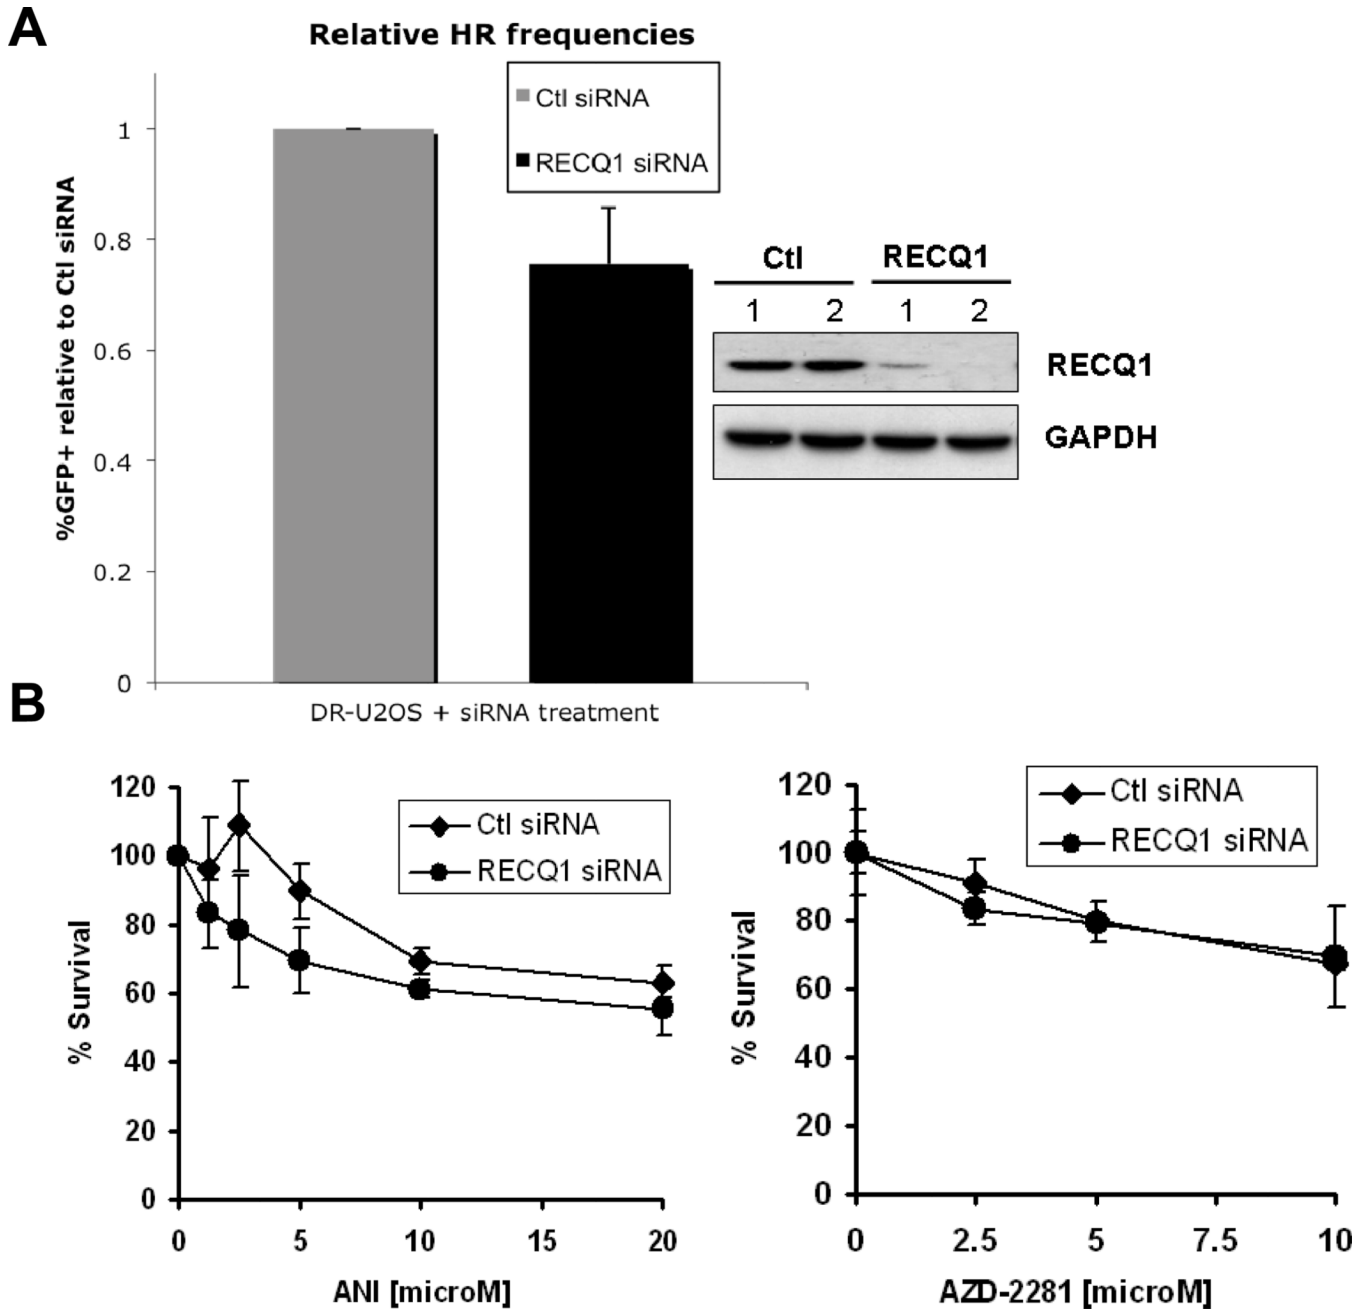 A
Relative HR frequencies
Ctl siRNA
RECQ1 siRNA
%GFP+ relative to Ctl siRNA
1
0.8
0.6
0.4
0.2
0
DR-U2OS + siRNA treatment
Ctl RECQ1
1 2 1 2
RECQ1
GAPDH
B
% Survival
120
100
80
60
40
20
0
Ctl siRNA
RECQ1 siRNA
0 5 10 15 20
ANI [microM]
% Survival
120
100
80
60
40
20
0
Ctl siRNA
RECQ1 siRNA
0 2.5 5 7.5 10
AZD-2281 [microM]